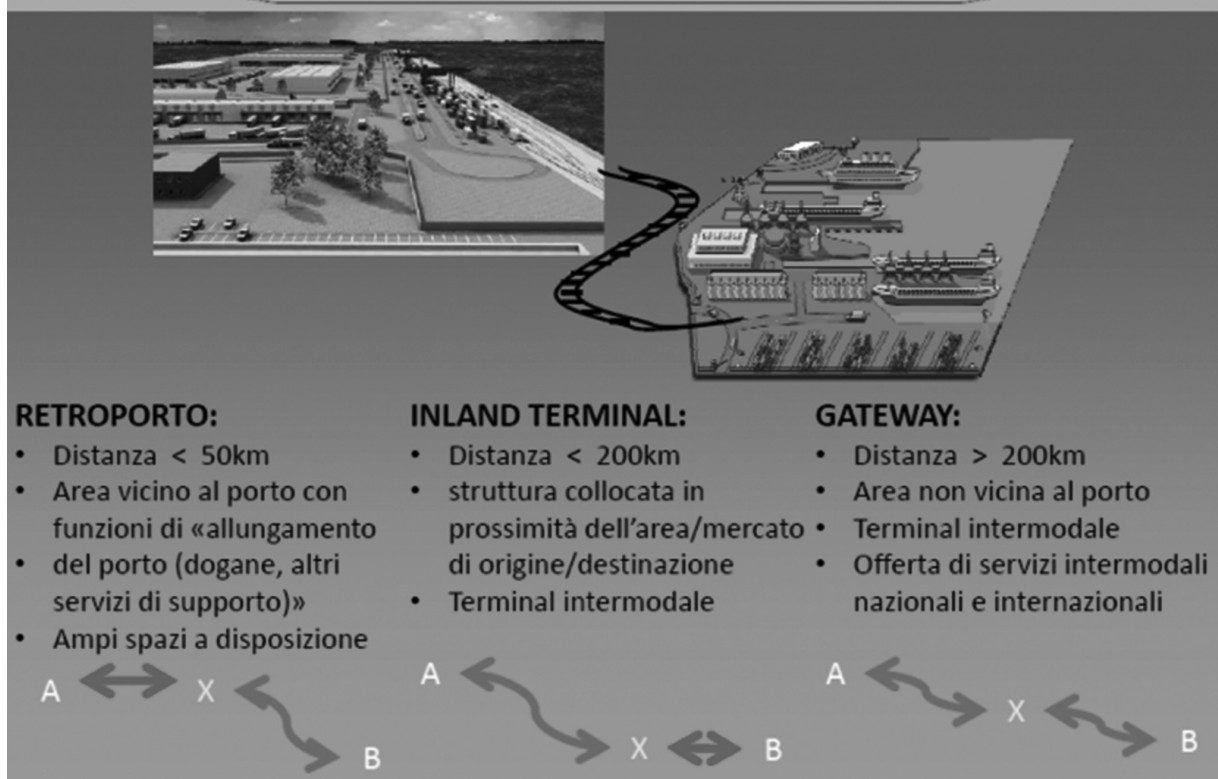 RETROPORTO:
• Distanza < 50km
• Area vicino al porto con
funzioni di «allungamento
• del porto (dogane, altri
servizi di supporto)»
• Ampi spazi a disposizione
A X B
INLAND TERMINAL:
• Distanza < 200km
• struttura collocata in
prossimità dell'area/mercato
di origine/destinazione
• Terminal intermodale
A X B
GATEWAY:
• Distanza > 200km
• Area non vicina al porto
• Terminal intermodale
• Offerta di servizi intermodali
nazionali e internazionali
A X B